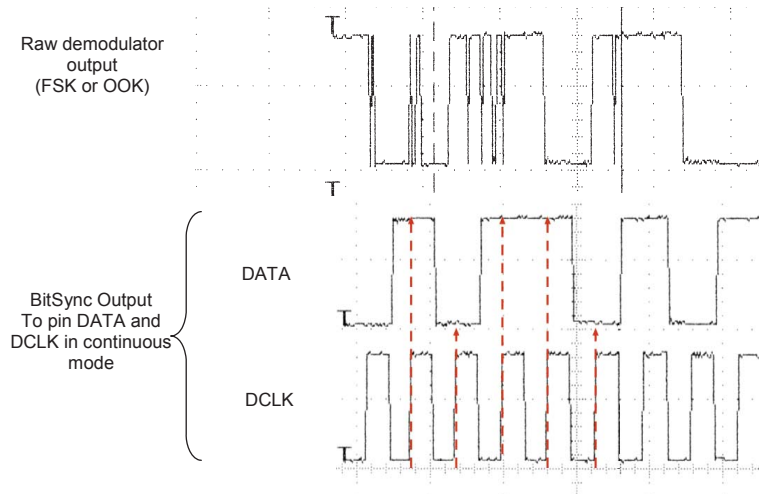 Raw demodulator
output
(FSK or OOK)
DATA
BitSync Output
To pin DATA and
DCLK in continuous
mode
DCLK